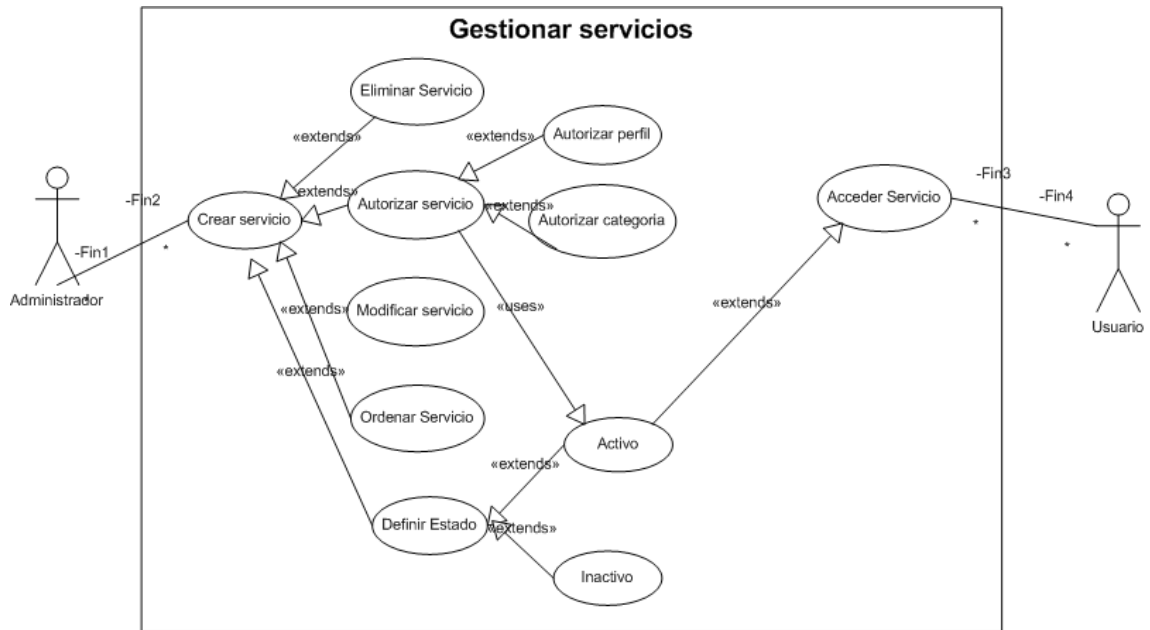 Gestionar servicios
Eliminar Servicio
«extends»
Autorizar perfil
«extends»
-Fin2
Crear servicio
«extends»
Autorizar servicio
«extends»
Autorizar categoria
Acceder Servicio
-Fin3
-Fin4
*
*
*
-Fin1
*
Administrador
«extends»
Modificar servicio
«uses»
«extends»
Usuario
«extends»
Ordenar Servicio
Activo
«extends»
Definir Estado
«extends»
Inactivo